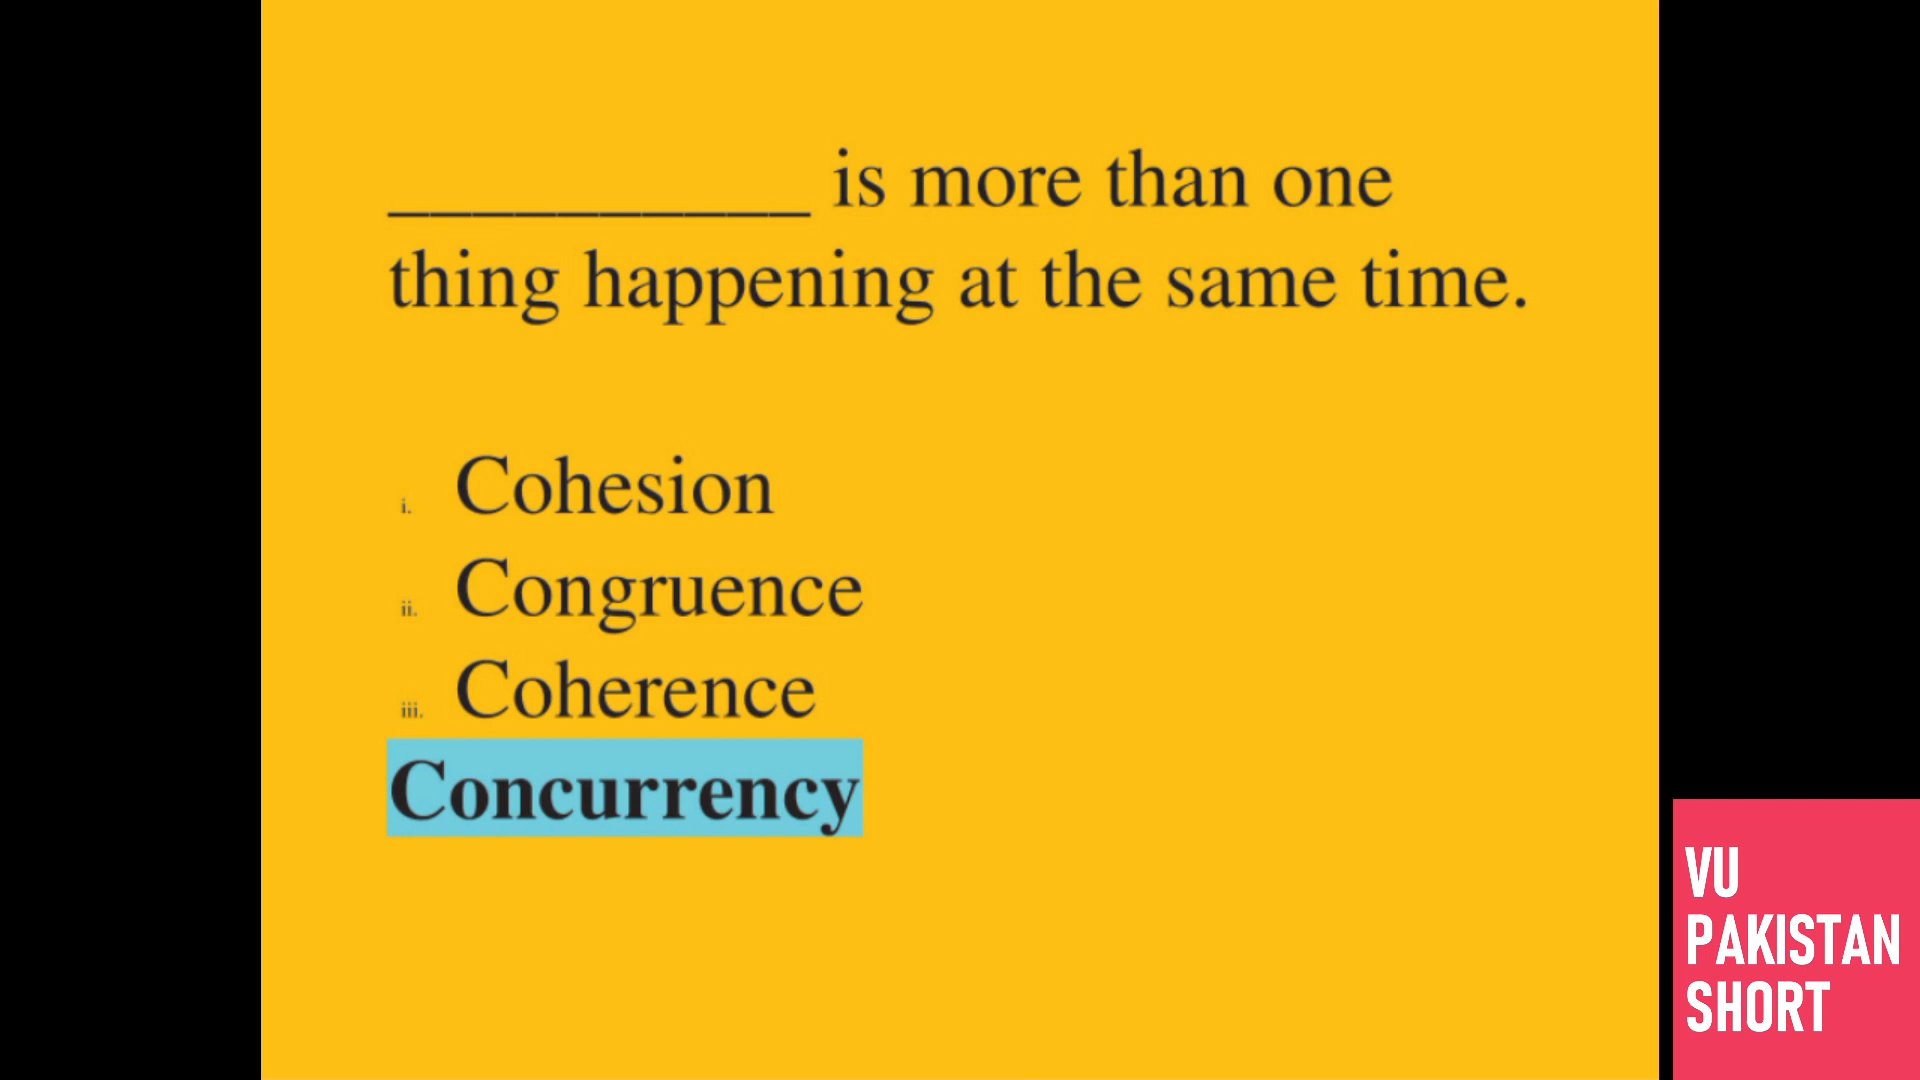 __________ is more than one
thing happening at the same time.
i. Cohesion
ii. Congruence
iii. Coherence
Concurrency
VU
PAKISTAN
SHORT